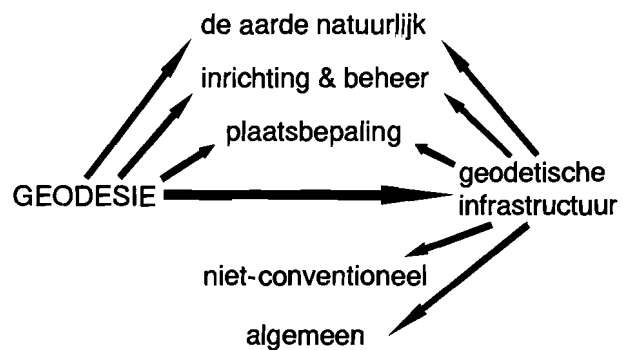 de aarde natuurlijk
inrichting & beheer
plaatsbepaling
GEODESIE
geodetische
infrastructuur
niet-conventioneel
algemeen